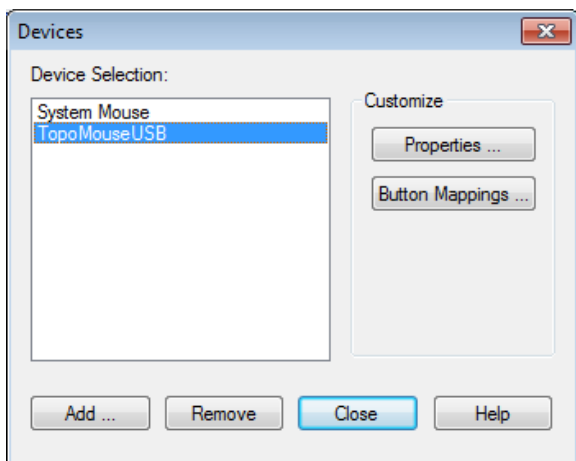 Devices
Device Selection:
System Mouse
TopoMouseUSB
Customize
Properties ...
Button Mappings ...
Add ...
Remove
Close
Help